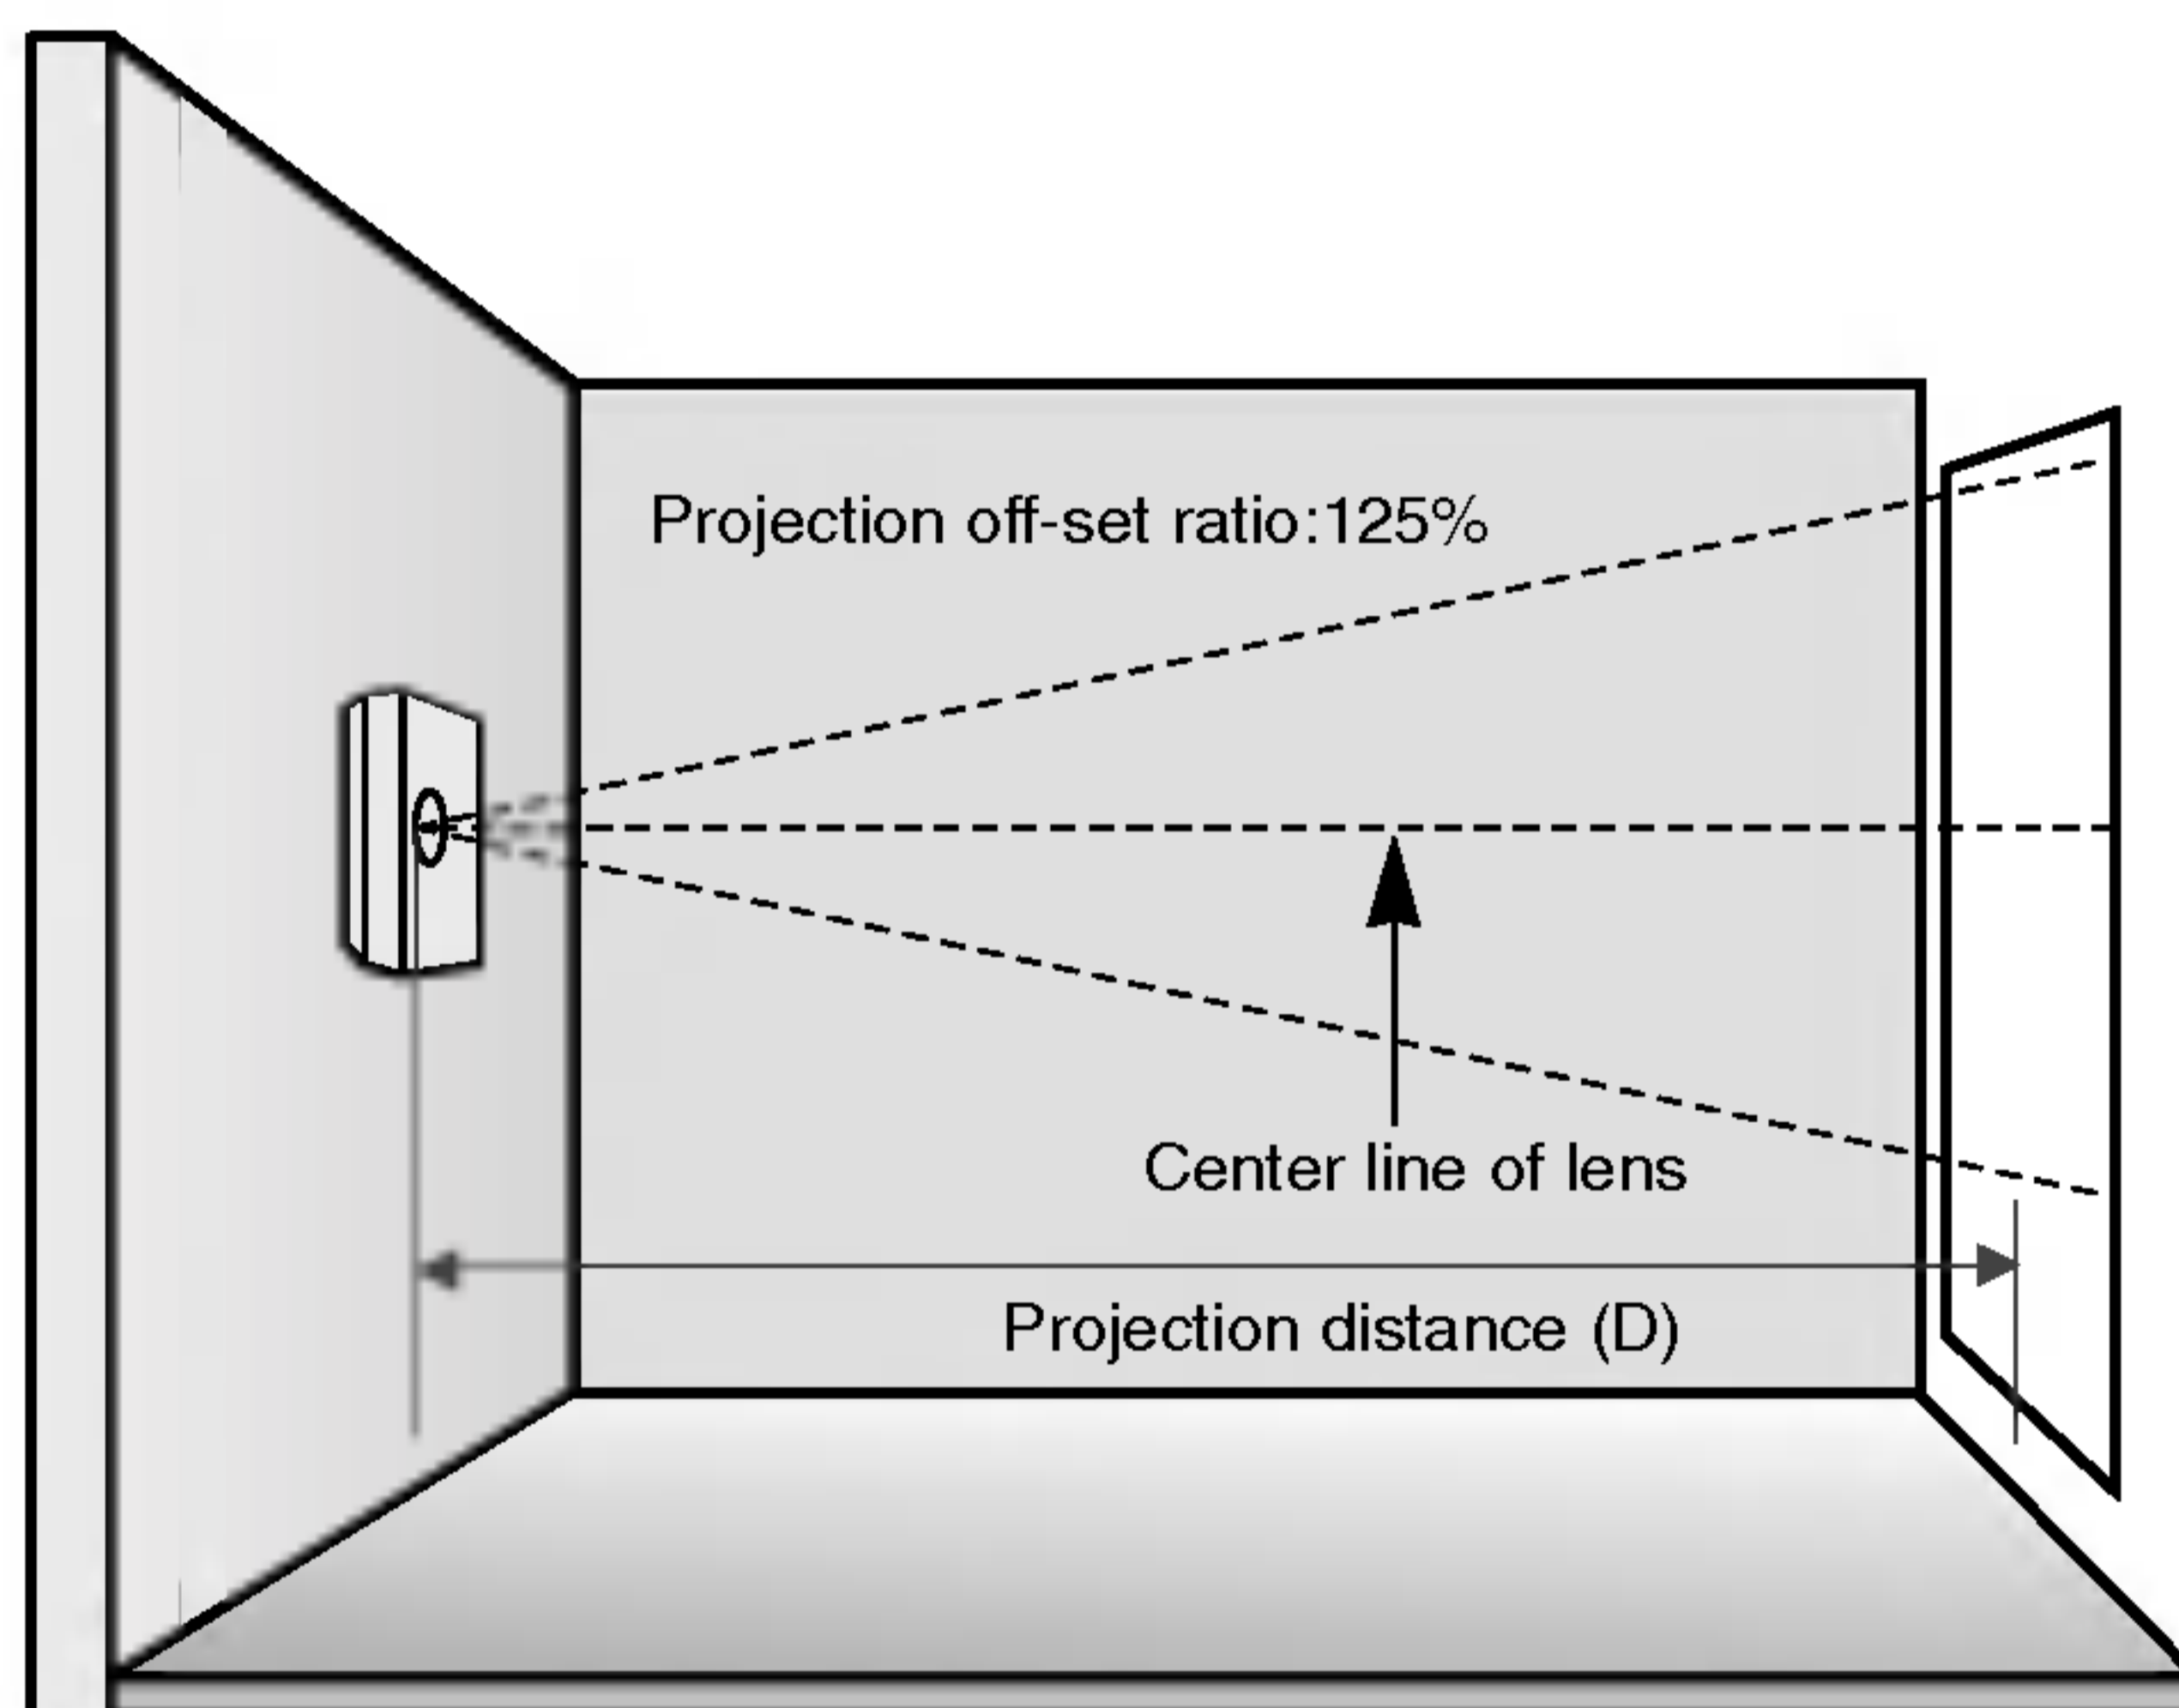 Projection off-set ratio:125%
Center line of lens
Projection distance (D)